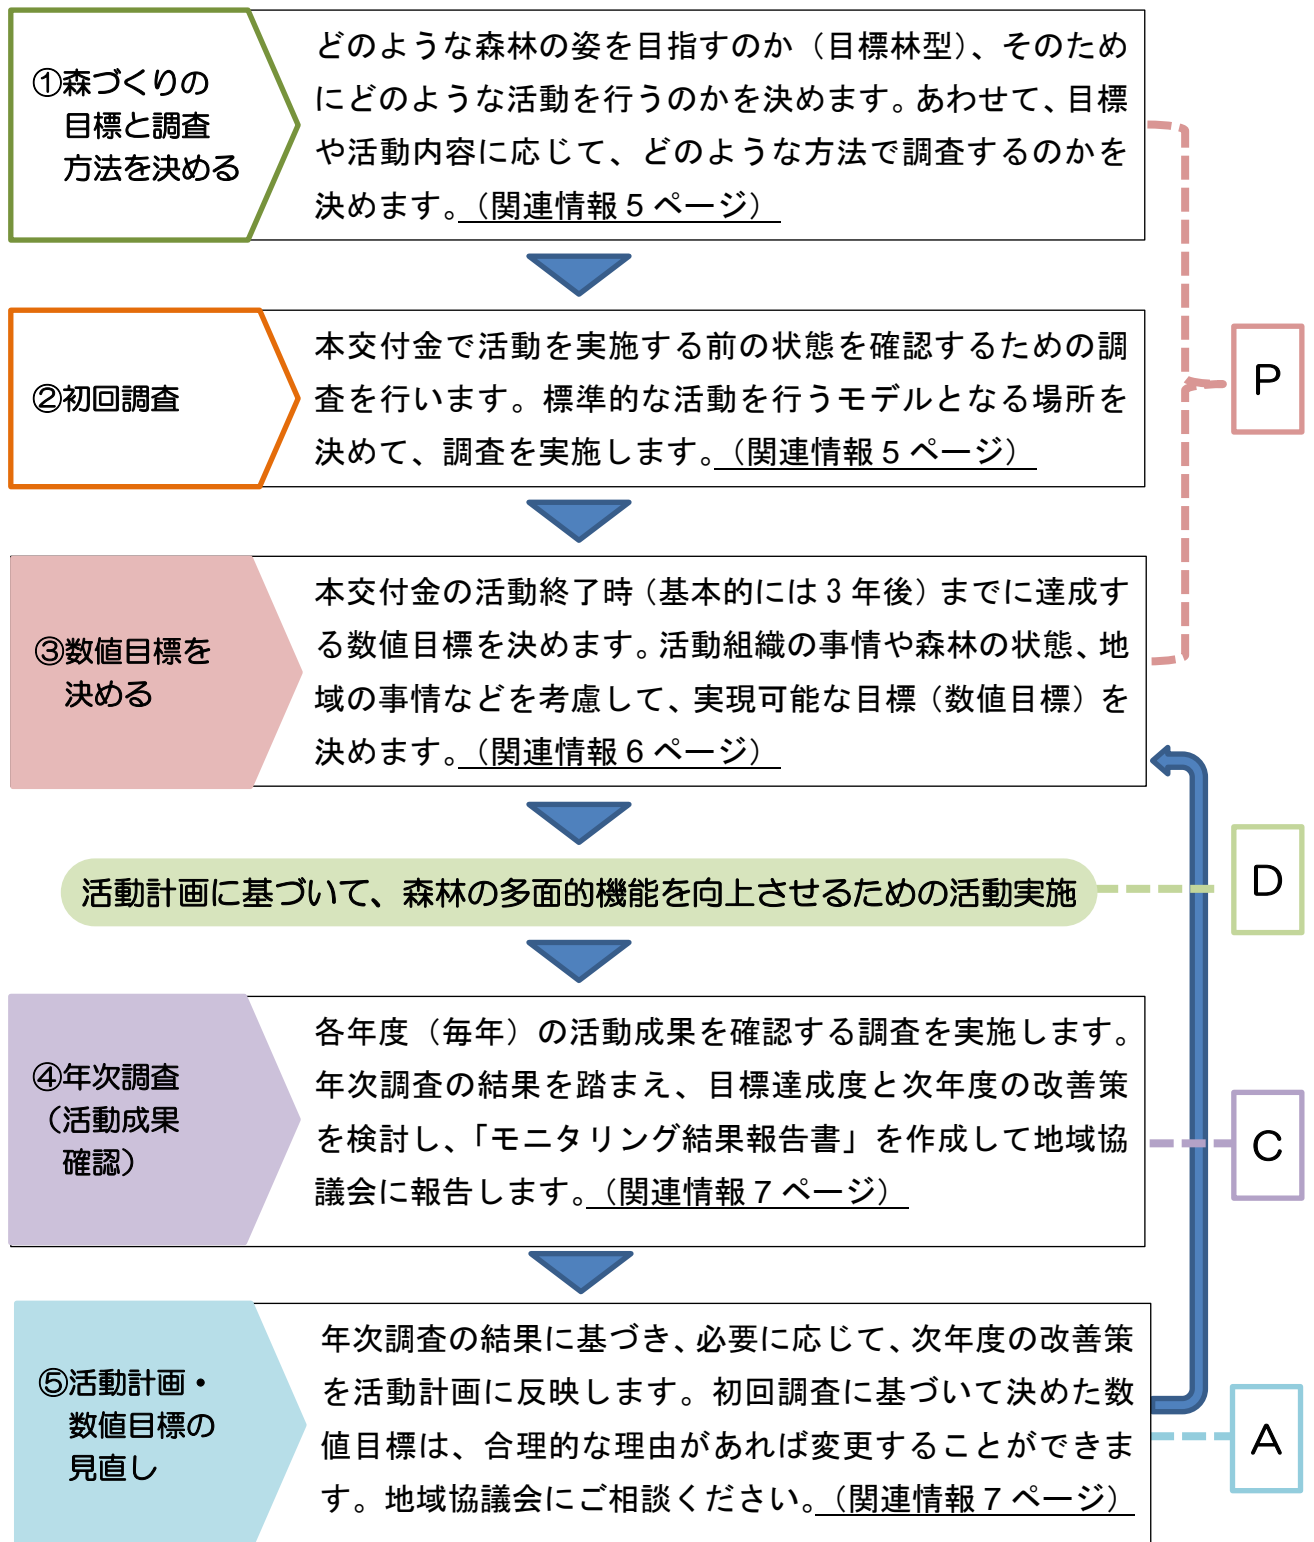 ①森づくりの
目標と調査
方法を決める
どのような森林の姿を目指すのか（目標林型）、そのため
にどのような活動を行うのかを決めます。あわせて、目標
や活動内容に応じて、どのような方法で調査するのかを
決めます。（関連情報５ページ）
②初回調査
本交付金で活動を実施する前の状態を確認するための調
査を行います。標準的な活動を行うモデルとなる場所を
決めて、調査を実施します。（関連情報５ページ）
P
③数値目標を
決める
本交付金の活動終了時（基本的には３年後）までに達成す
る数値目標を決めます。活動組織の事情や森林の状態、地
域の事情などを考慮して、実現可能な目標（数値目標）を
決めます。（関連情報６ページ）
活動計画に基づいて、森林の多面的機能を向上させるための活動実施
D
④年次調査
（活動成果
確認）
各年度（毎年）の活動成果を確認する調査を実施します。
年次調査の結果を踏まえ、目標達成度と次年度の改善策
を検討し、「モニタリング結果報告書」を作成して地域協
議会に報告します。（関連情報７ページ）
C
⑤活動計画・
数値目標の
見直し
年次調査の結果に基づき、必要に応じて、次年度の改善策
を活動計画に反映します。初回調査に基づいて決めた数
値目標は、合理的な理由があれば変更することができま
す。地域協議会にご相談ください。（関連情報７ページ）
A